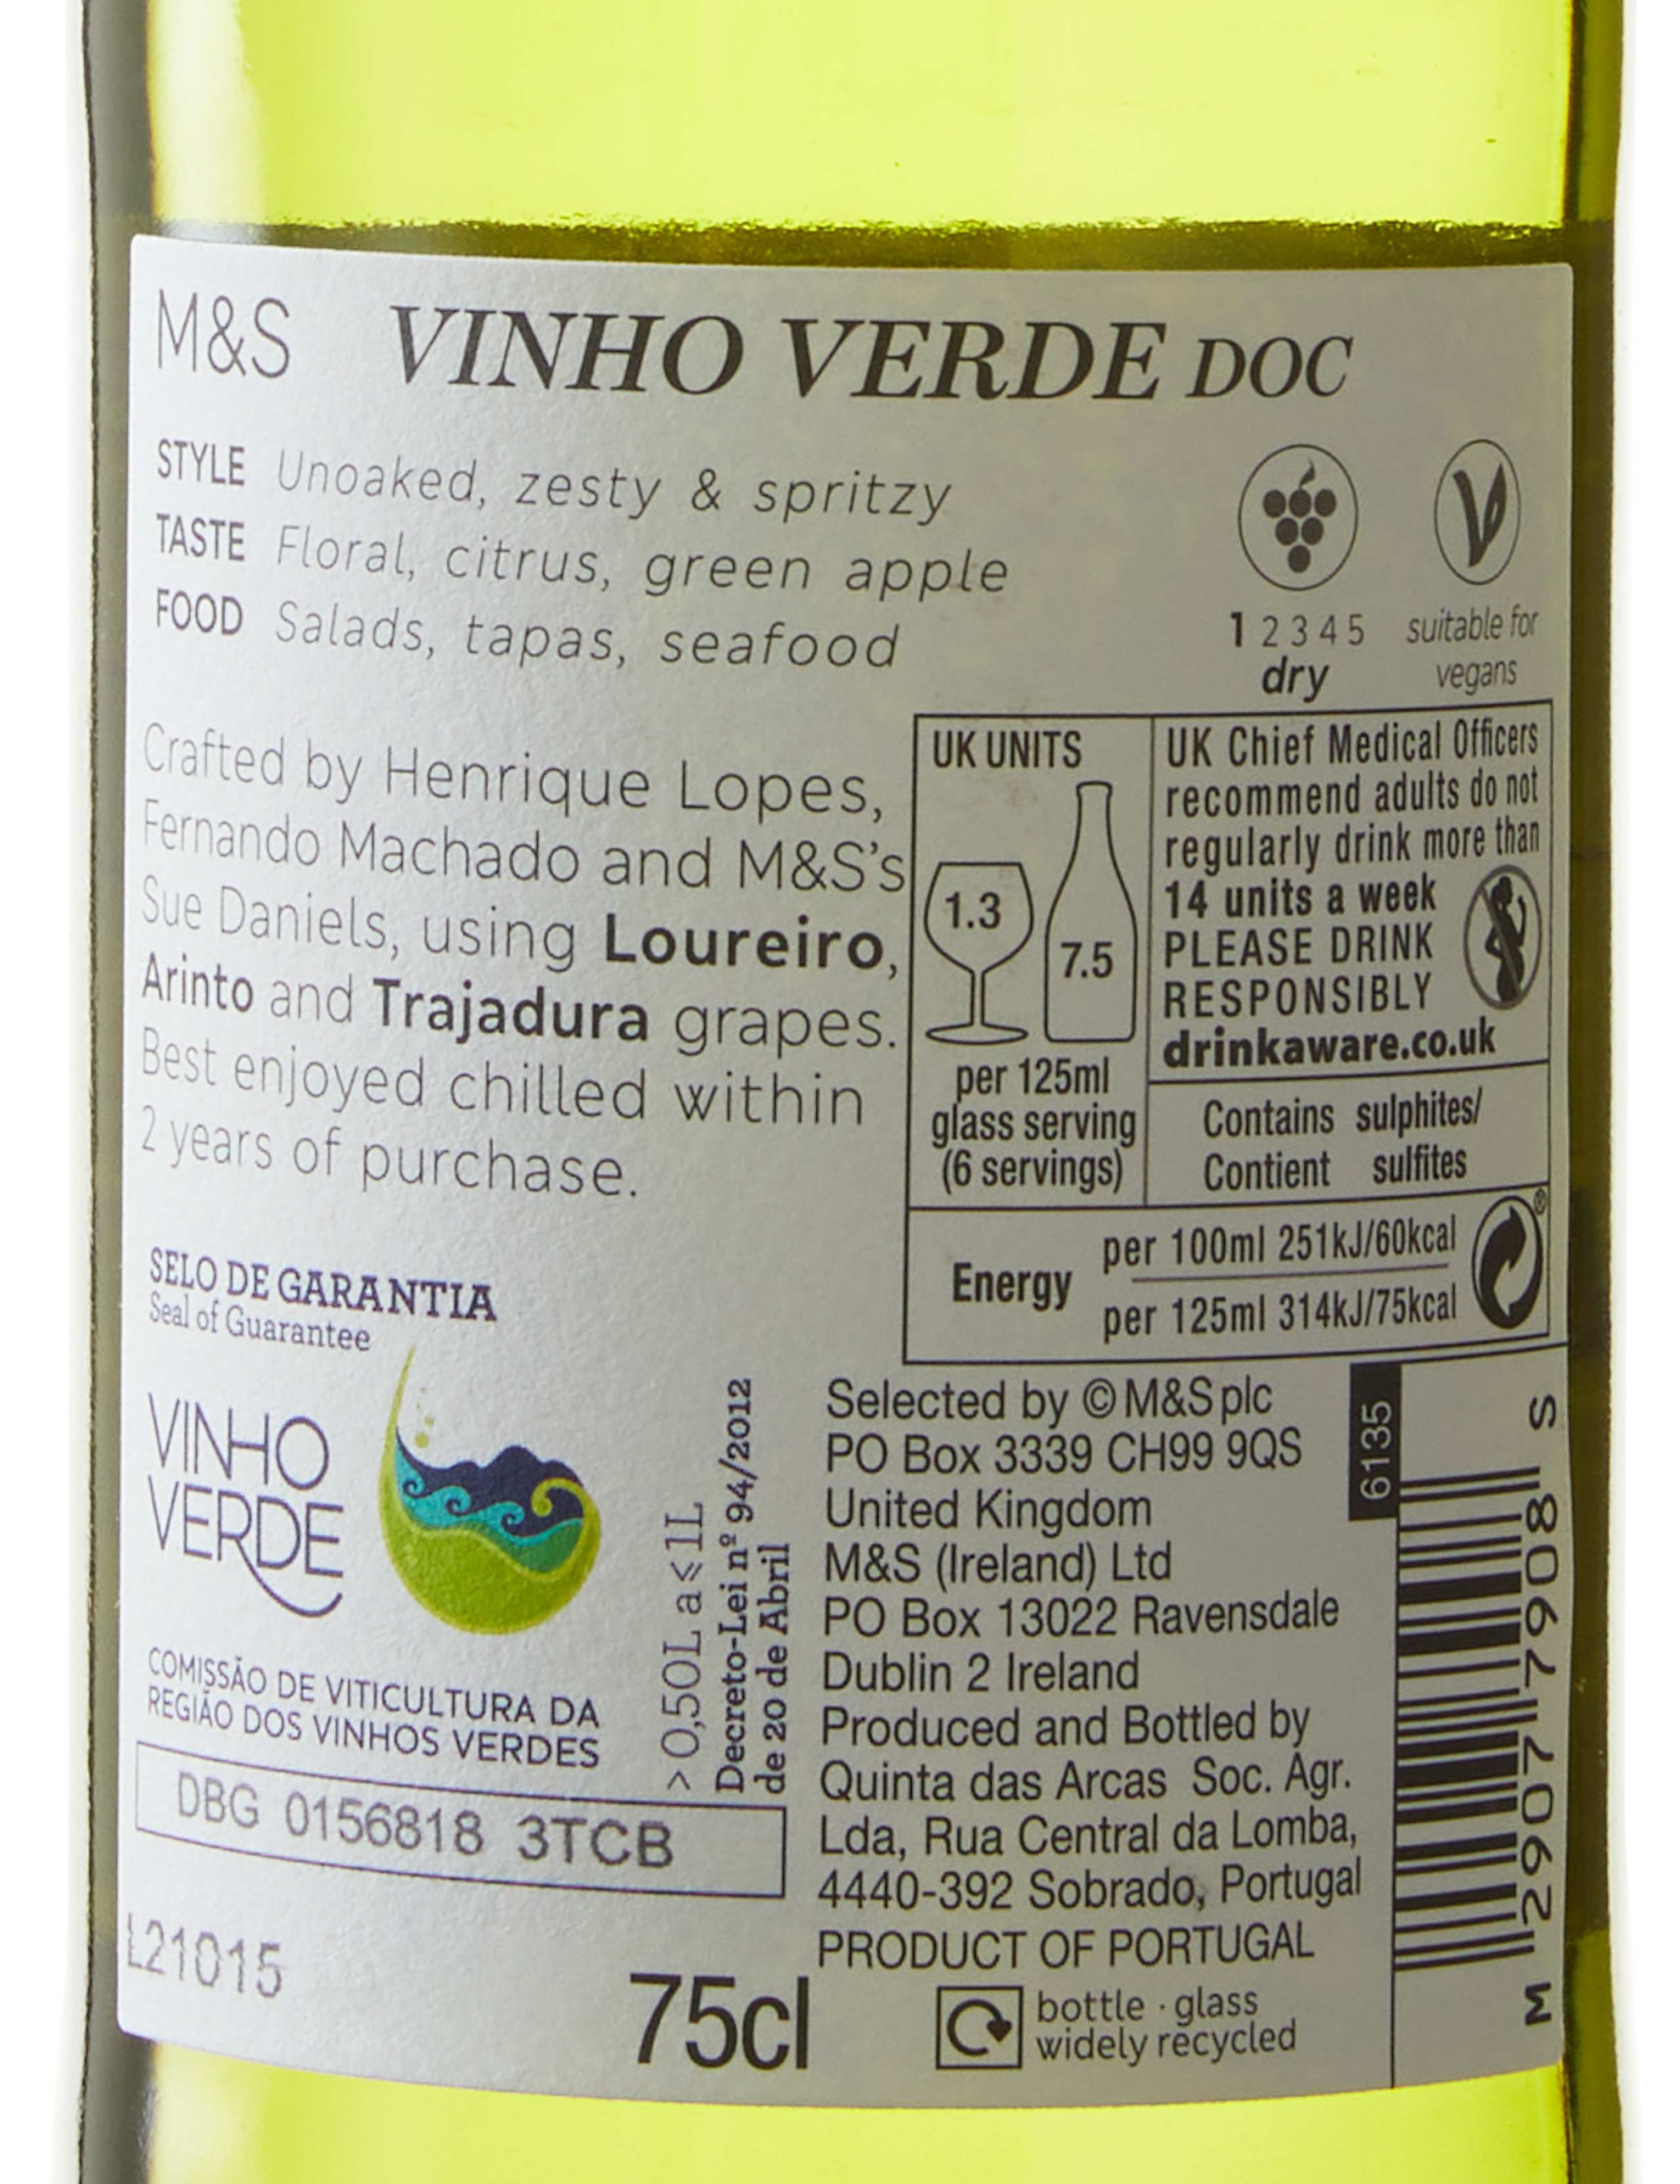 M&S VINHO VERDE DOC
STYLE Unoaked, zesty & spritzy
TASTE Floral, citrus, green apple
FOOD Salads, tapas, seafood
1 2 3 4 5
dry
suitable for
vegans
Crafted by Henrique Lopes,
Fernando Machado and M&S's
Sue Daniels, using Loureiro,
Arinto and Trajadura grapes.
Best enjoyed chilled within
2 years of purchase.
UK UNITS
1.3
7.5
per 125ml
glass serving
(6 servings)
UK Chief Medical Officers
recommend adults do not
regularly drink more than
14 units a week
PLEASE DRINK
RESPONSIBLY
drinkaware.co.uk
Contains sulphites/
Contient sulfites
Energy
per 100ml 251kJ/60kcal
per 125ml 314kJ/75kcal
®
SELO DE GARANTIA
Seal of Guarantee
VINHO
VERDE
COMISSÃO DE VITICULTURA DA
REGIÃO DOS VINHOS VERDES
DBG 0156818 3TCB
> 0,50L a ⩽ 1L
Decreto-Lei nº 94/2012
de 20 de Abril
L21015
Selected by © M&S plc
PO Box 3339 CH99 9QS
United Kingdom
M&S (Ireland) Ltd
PO Box 13022 Ravensdale
Dublin 2 Ireland
Produced and Bottled by
Quinta das Arcas Soc. Agr.
Lda, Rua Central da Lomba,
4440-392 Sobrado, Portugal
PRODUCT OF PORTUGAL
75cl
bottle · glass
widely recycled
6135
M 29077908 S